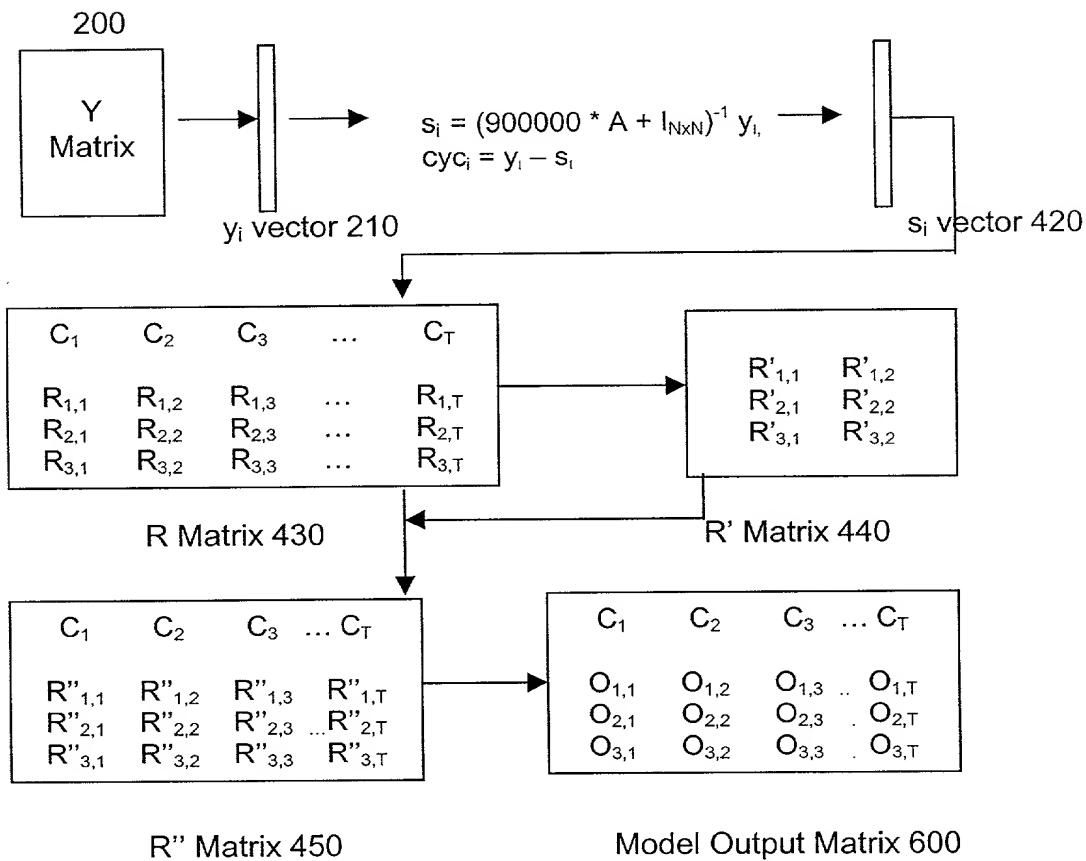 200
Y
Matrix
sᵢ = (900000 * A + I_NxN)⁻¹ yᵢ,
cycᵢ = yᵢ – sᵢ
yᵢ vector 210
sᵢ vector 420
C₁ C₂ C₃ ... C_T
R₁,₁ R₁,₂ R₁,₃ ... R₁,T
R₂,₁ R₂,₂ R₂,₃ ... R₂,T
R₃,₁ R₃,₂ R₃,₃ ... R₃,T
R'₁,₁ R'₁,₂
R'₂,₁ R'₂,₂
R'₃,₁ R'₃,₂
R Matrix 430
R' Matrix 440
C₁ C₂ C₃ ... C_T
R"₁,₁ R"₁,₂ R"₁,₃ R"₁,T
R"₂,₁ R"₂,₂ R"₂,₃ ...R"₂,T
R"₃,₁ R"₃,₂ R"₃,₃ R"₃,T
C₁ C₂ C₃ ... C_T
O₁,₁ O₁,₂ O₁,₃ .. O₁,T
O₂,₁ O₂,₂ O₂,₃ . O₂,T
O₃,₁ O₃,₂ O₃,₃ . O₃,T
R" Matrix 450
Model Output Matrix 600